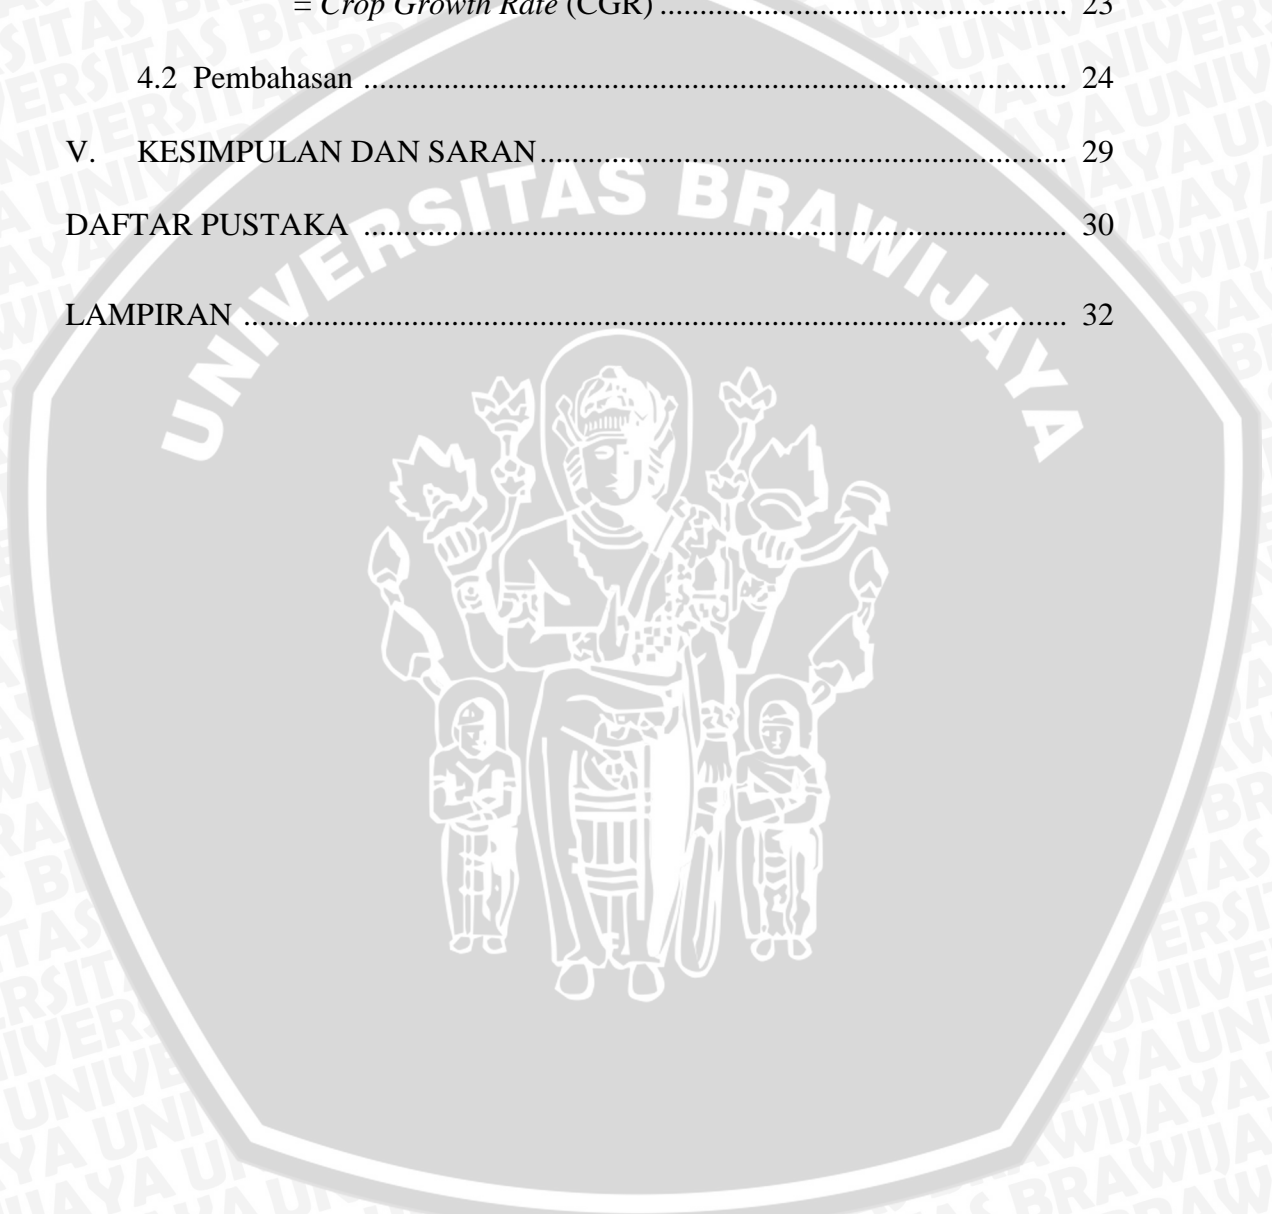 = Crop Growth Rate (CGR) ................................................... 23
4.2 Pembahasan ......................................................................................... 24
V. KESIMPULAN DAN SARAN .................................................................. 29
DAFTAR PUSTAKA ......................................................................................... 30
LAMPIRAN ........................................................................................................ 32
UNIVERSITAS BRAWIJAYA